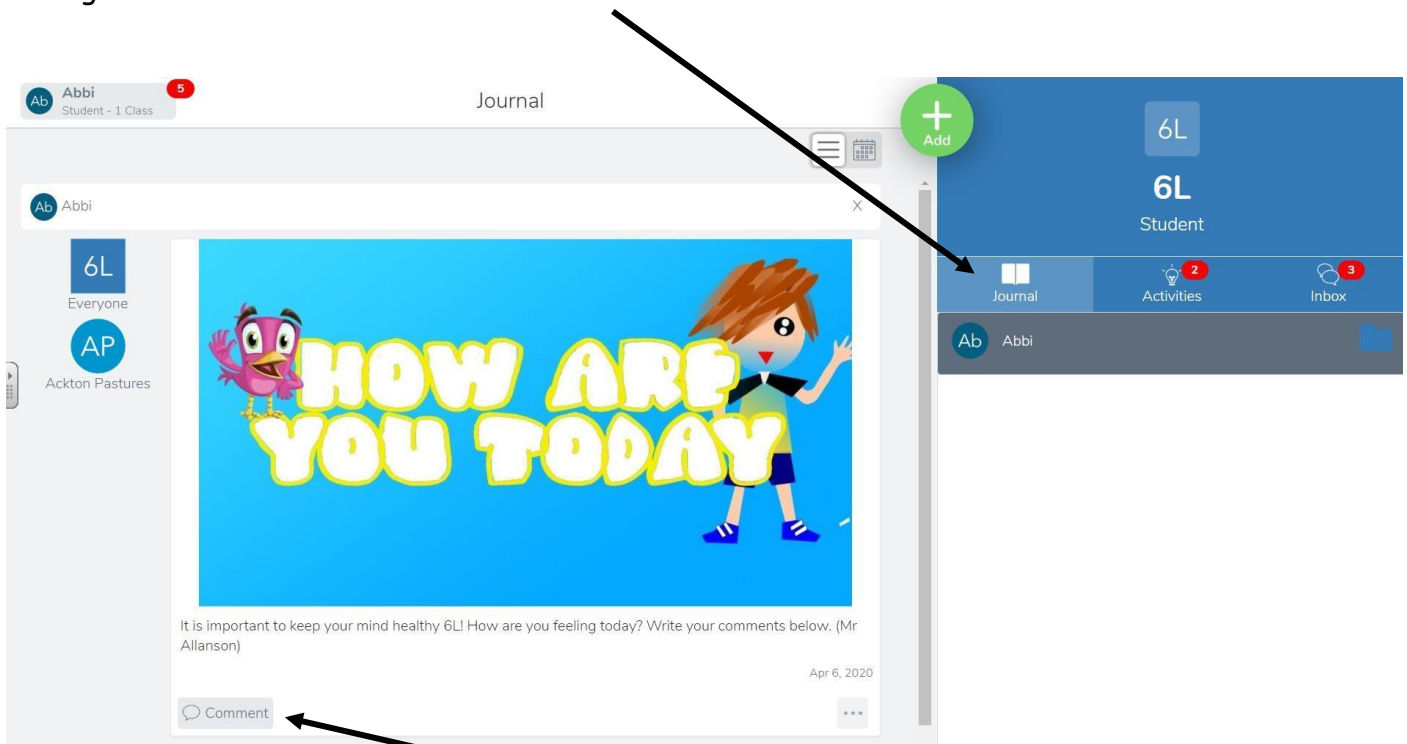 Ab Abbi 5
Student - 1 Class
Journal
Add
6L
6L
Student
Journal
Activities 2
Inbox 3
Ab Abbi
Ab Abbi X
6L
Everyone
AP
Ackton Pastures
HOW ARE
YOU TODAY
It is important to keep your mind healthy 6L! How are you feeling today? Write your comments below. (Mr
Allanson)
Apr 6, 2020
Comment